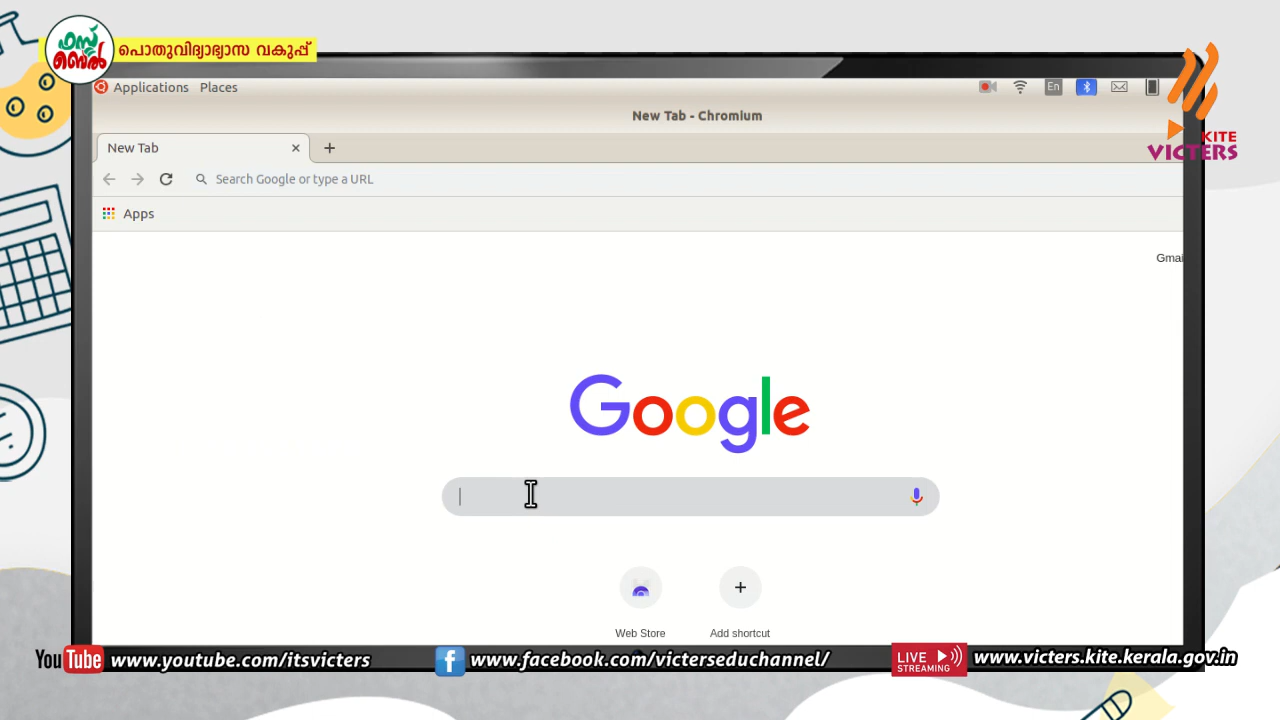 ഫസ്റ്റ്
ബെൽ
പൊതുവിദ്യാഭ്യാസ വകുപ്പ്
Applications Places
En
New Tab - Chromium
KITE
VICTERS
New Tab
Search Google or type a URL
Apps
Gmai
Google
Web Store
Add shortcut
YouTube www.youtube.com/itsvicters
f www.facebook.com/victerseduchannel/
LIVE
STREAMING
www.victers.kite.kerala.gov.in